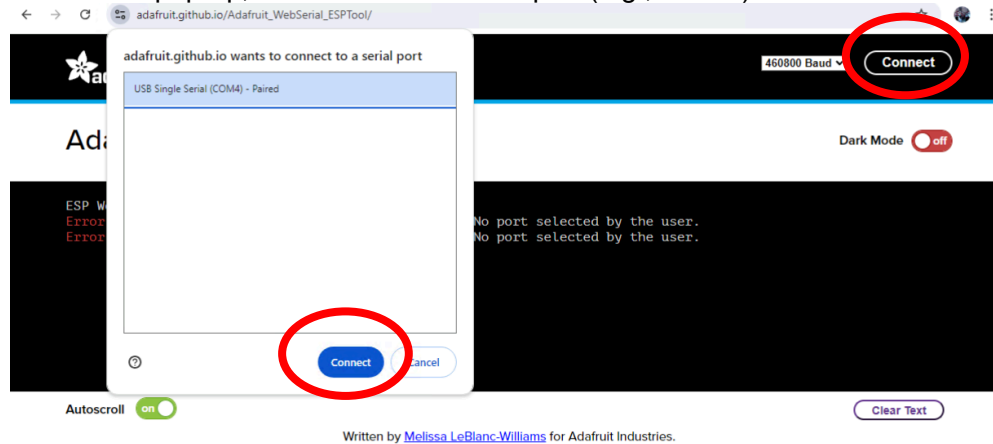 adafruit.github.io/Adafruit_WebSerial_ESPTool/
adafruit.github.io wants to connect to a serial port
USB Single Serial (COM4) - Paired
460800 Baud
Connect
Dark Mode off
ESP
No port selected by the user.
No port selected by the user.
Connect
Cancel
Autoscroll on
Clear Text
Written by Melissa LeBlanc-Williams for Adafruit Industries.